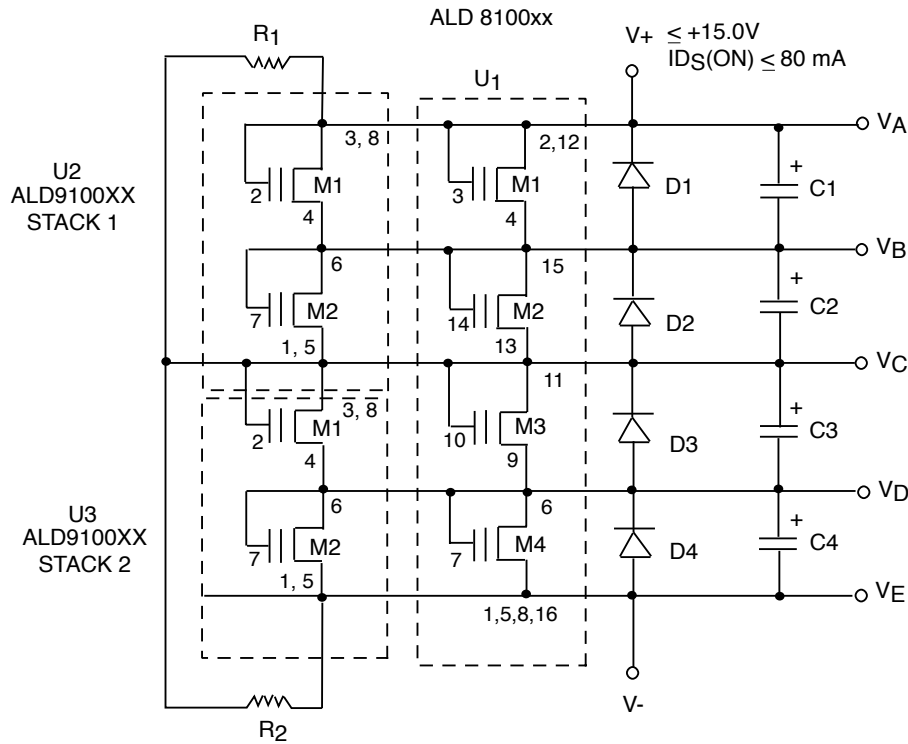 ALD 8100xx
V+ ≤ +15.0V
IDS(ON) ≤ 80 mA
R1
U1
3, 8
2,12
VA
U2
ALD9100XX
STACK 1
2
M1
4
3
M1
4
D1
+
C1
6
15
VB
7
M2
1, 5
14
M2
13
D2
+
C2
3, 8
11
VC
2
M1
4
10
M3
9
D3
+
C3
6
6
VD
U3
ALD9100XX
STACK 2
7
M2
1, 5
7
M4
1,5,8,16
D4
+
C4
VE
R2
V-